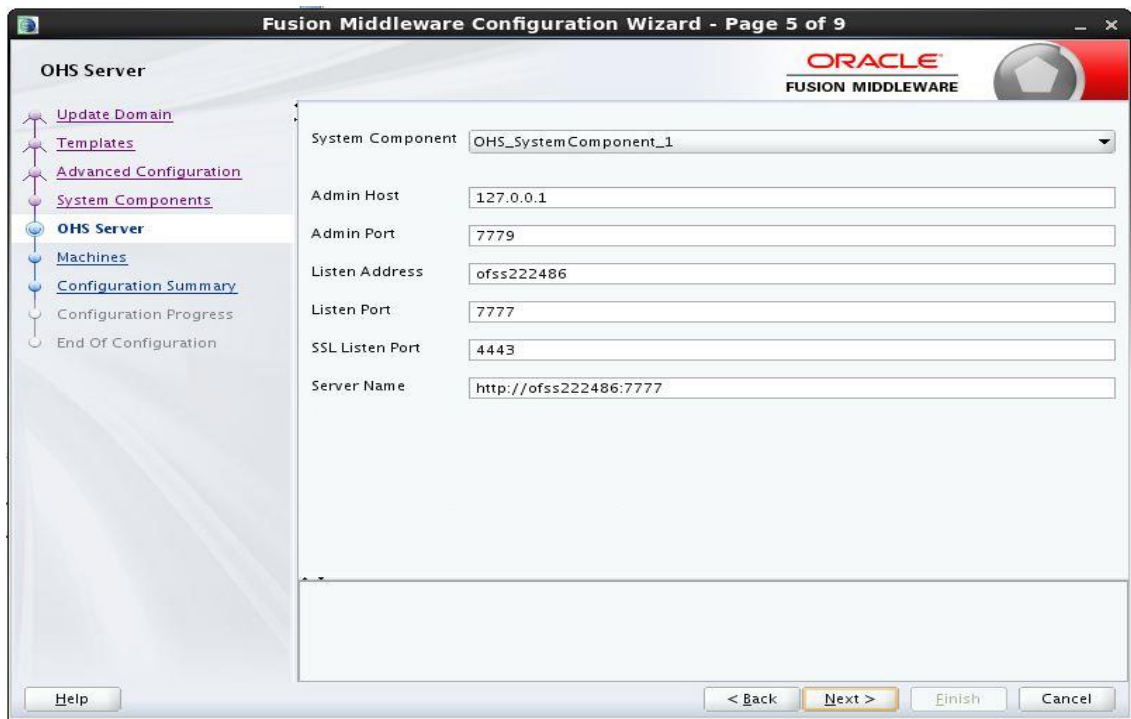 Fusion Middleware Configuration Wizard - Page 5 of 9
OHS Server
ORACLE
FUSION MIDDLEWARE
Update Domain
Templates
Advanced Configuration
System Components
OHS Server
Machines
Configuration Summary
Configuration Progress
End Of Configuration
System Component OHS_SystemComponent_1
Admin Host 127.0.0.1
Admin Port 7779
Listen Address ofss222486
Listen Port 7777
SSL Listen Port 4443
Server Name http://ofss222486:7777
Help < Back Next > Finish Cancel